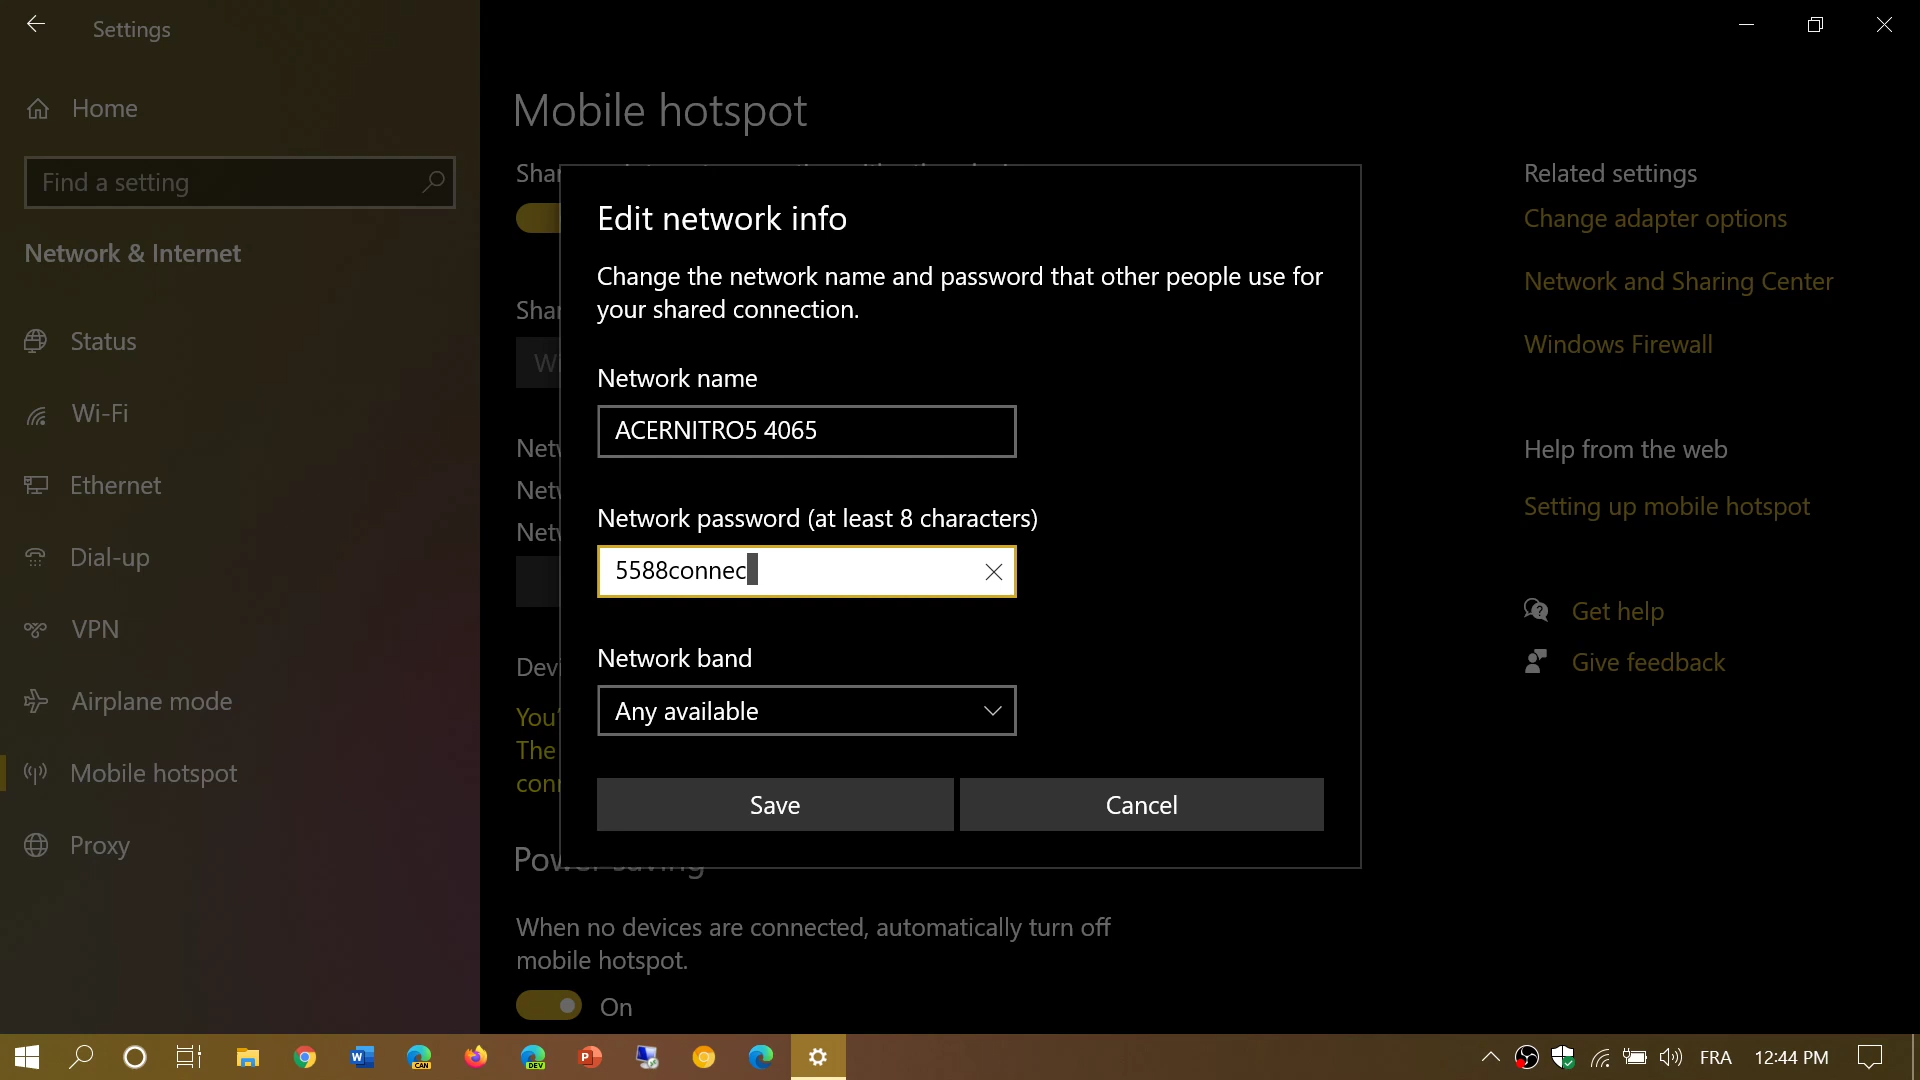 Settings
Home
Find a setting
Network & Internet
Status
Wi-Fi
Ethernet
Dial-up
VPN
Airplane mode
Mobile hotspot
Proxy
Mobile hotspot
Edit network info
Change the network name and password that other people use for
your shared connection.
Network name
ACERNITRO5 4065
Network password (at least 8 characters)
5588connec
Network band
Any available
Save
Cancel
Power saving
When no devices are connected, automatically turn off
mobile hotspot.
On
Related settings
Change adapter options
Network and Sharing Center
Windows Firewall
Help from the web
Setting up mobile hotspot
Get help
Give feedback
CAN
DEV
FRA
12:44 PM